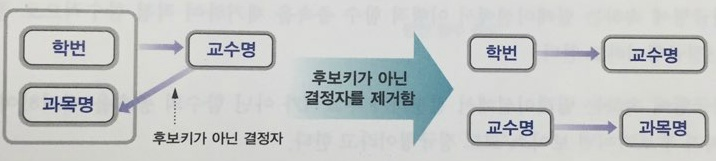 학번
교수명
과목명
후보키가 아닌 결정자
후보키가 아닌
결정자를 제거함
학번
교수명
교수명
과목명